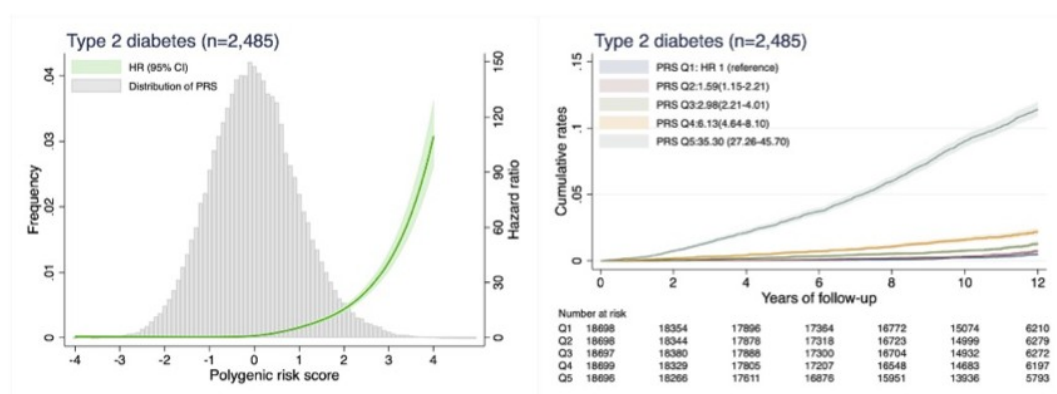 Type 2 diabetes (n=2,485)
HR (95% CI)
Distribution of PRS
Frequency
.04
.03
.02
.01
0
150
120
90
60
30
0
Hazard ratio
-4 -3 -2 -1 0 1 2 3 4
Polygenic risk score
Type 2 diabetes (n=2,485)
PRS Q1: HR 1 (reference)
PRS Q2:1.59(1.15-2.21)
PRS Q3:2.98(2.21-4.01)
PRS Q4:6.13(4.64-8.10)
PRS Q5:35.30 (27.26-45.70)
Cumulative rates
.15
.1
.05
0
0 2 4 6 8 10 12
Years of follow-up
Number at risk
Q1 18698 18354 17896 17364 16772 15074 6210
Q2 18698 18344 17878 17318 16723 14999 6279
Q3 18697 18380 17888 17300 16704 14932 6272
Q4 18699 18329 17805 17207 16548 14683 6197
Q5 18696 18266 17611 16876 15951 13936 5793